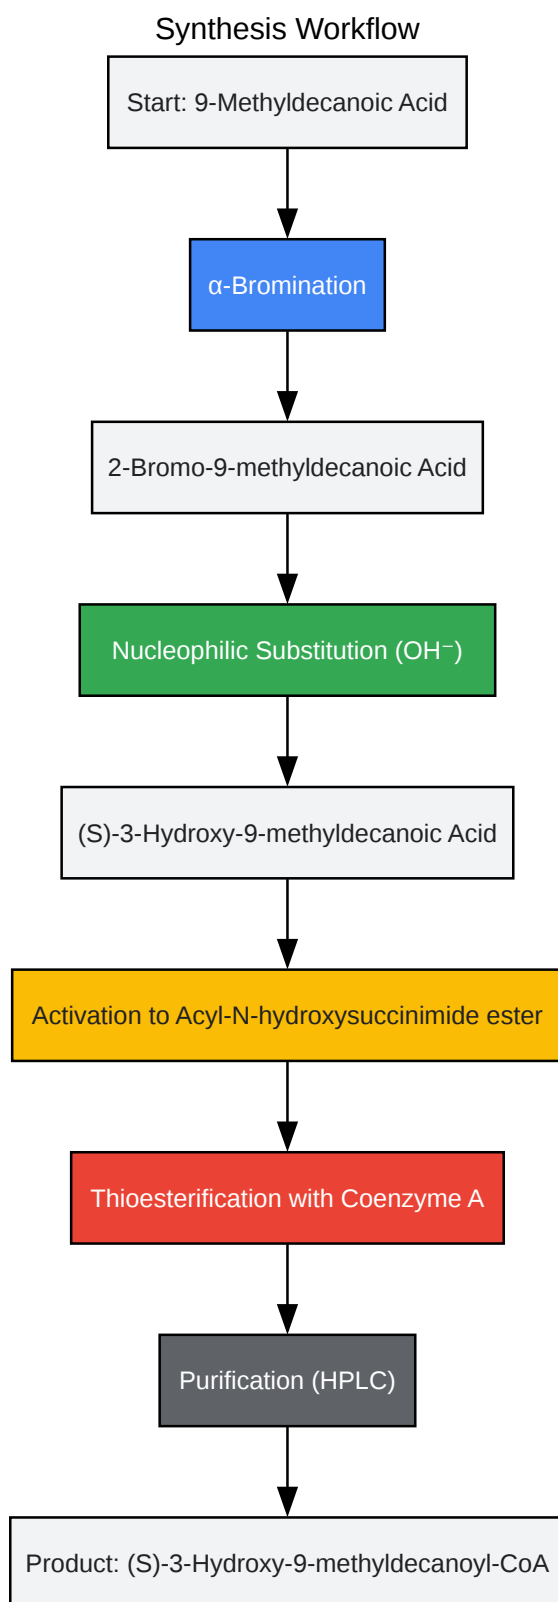 Synthesis Workflow
Start: 9-Methyldecanoic Acid
α-Bromination
2-Bromo-9-methyldecanoic Acid
Nucleophilic Substitution (OH⁻)
(S)-3-Hydroxy-9-methyldecanoic Acid
Activation to Acyl-N-hydroxysuccinimide ester
Thioesterification with Coenzyme A
Purification (HPLC)
Product: (S)-3-Hydroxy-9-methyldecanoyl-CoA